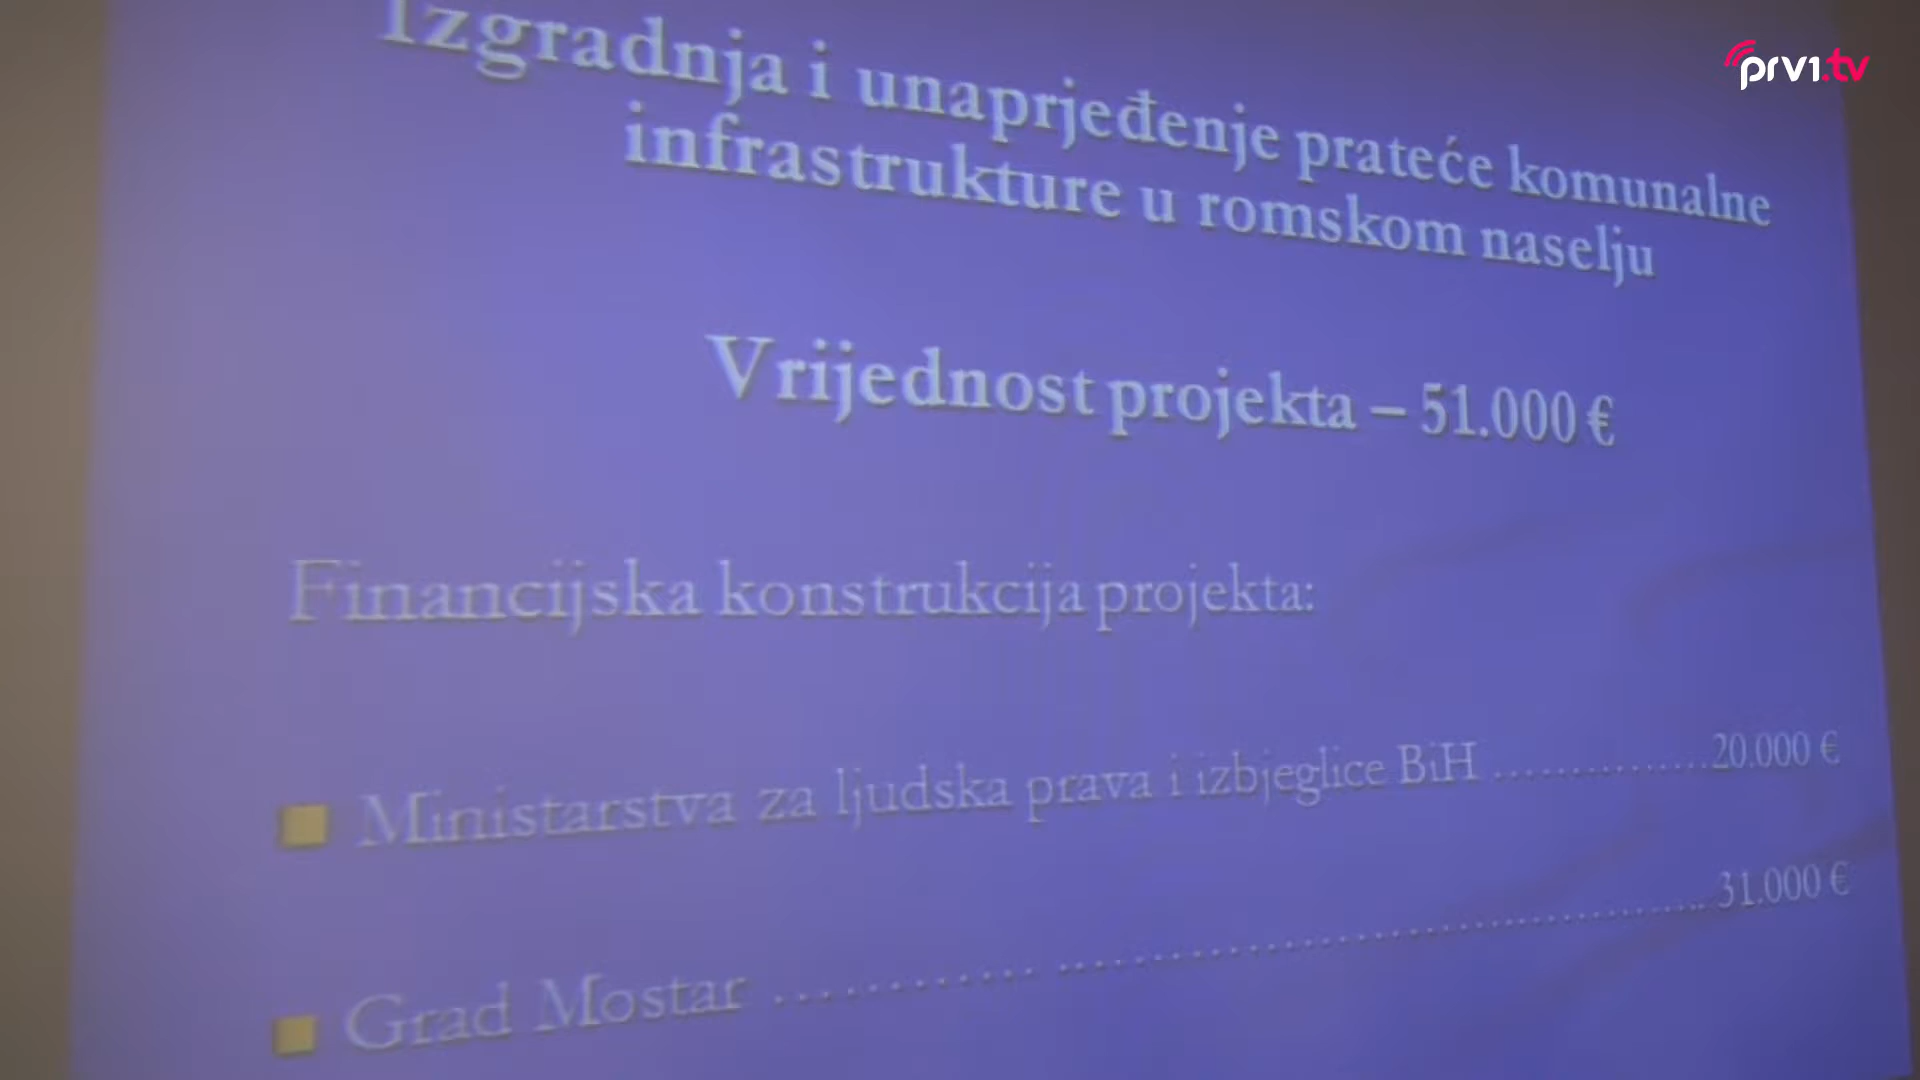 prv1.tv
Izgradnja i unaprjeđenje prateće komunalne
infrastrukture u romskom naselju
Vrijednost projekta – 51.000 €
Financijska konstrukcija projekta:
Ministarstva za ljudska prava i izbjeglice BiH ................20.000 €
Grad Mostar ............ .......................................31.000 €